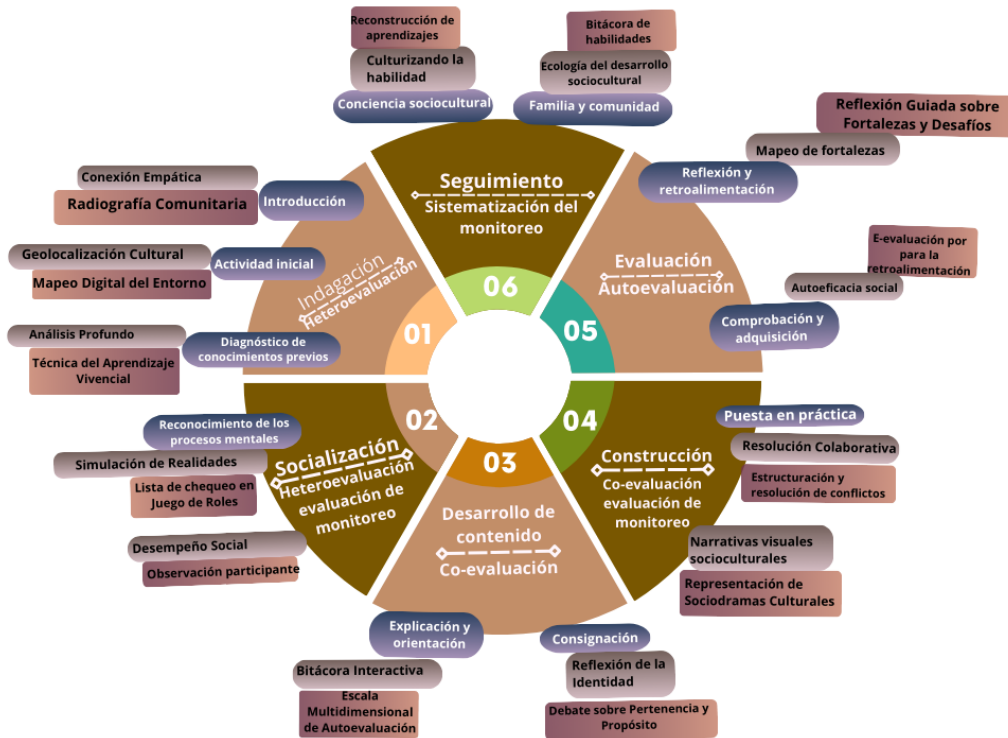 Reconstrucción de
aprendizajes
Culturizando la
habilidad
Conciencia sociocultural
Bitácora de
habilidades
Ecología del desarrollo
sociocultural
Familia y comunidad
Seguimiento
Sistematización del
monitoreo
06
Reflexión Guiada sobre
Fortalezas y Desafíos
Mapeo de fortalezas
Reflexión y
retroalimentación
Evaluación
Autoevaluación
05
E-evaluación por
para la
retroalimentación
Autoeficacia social
Comprobación y
adquisición
Conexión Empática
Radiografía Comunitaria
Introducción
Geolocalización Cultural
Mapeo Digital del Entorno
Actividad inicial
Análisis Profundo
Técnica del Aprendizaje
Vivencial
Diagnóstico de
conocimientos previos
Indagación
Heteroevaluación
01
Reconocimiento de los
procesos mentales
Simulación de Realidades
Lista de chequeo en
Juego de Roles
Desempeño Social
Observación participante
Socialización
Heteroevaluación
evaluación de
monitoreo
02
03
Desarrollo de
contenido
Co-evaluación
Explicación y
orientación
Bitácora Interactiva
Escala
Multidimensional
de Autoevaluación
Consignación
Reflexión de la
Identidad
Debate sobre Pertenencia y
Propósito
04
Construcción
Co-evaluación
evaluación de
monitoreo
Puesta en práctica
Resolución Colaborativa
Estructuración y
resolución de conflictos
Narrativas visuales
socioculturales
Representación de
Sociodramas Culturales